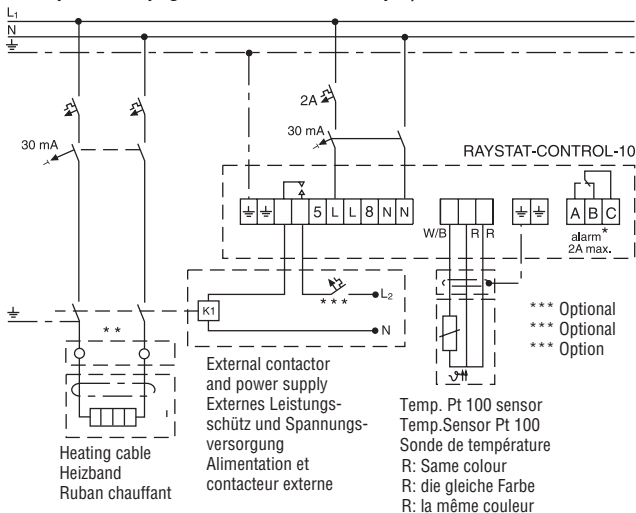 L₁
N
2A
30 mA
30 mA
RAYSTAT-CONTROL-10
5 L L 8 N N
A B C
W/B R R
alarm*
2A max.
* * *
L₂
K1
N
* *
*** Optional
*** Optional
*** Option
External contactor
and power supply
Externes Leistungs-
schütz und Spannungs-
versorgung
Alimentation et
contacteur externe
Heating cable
Heizband
Ruban chauffant
ϑ
Temp. Pt 100 sensor
Temp.Sensor Pt 100
Sonde de température
R: Same colour
R: die gleiche Farbe
R: la même couleur